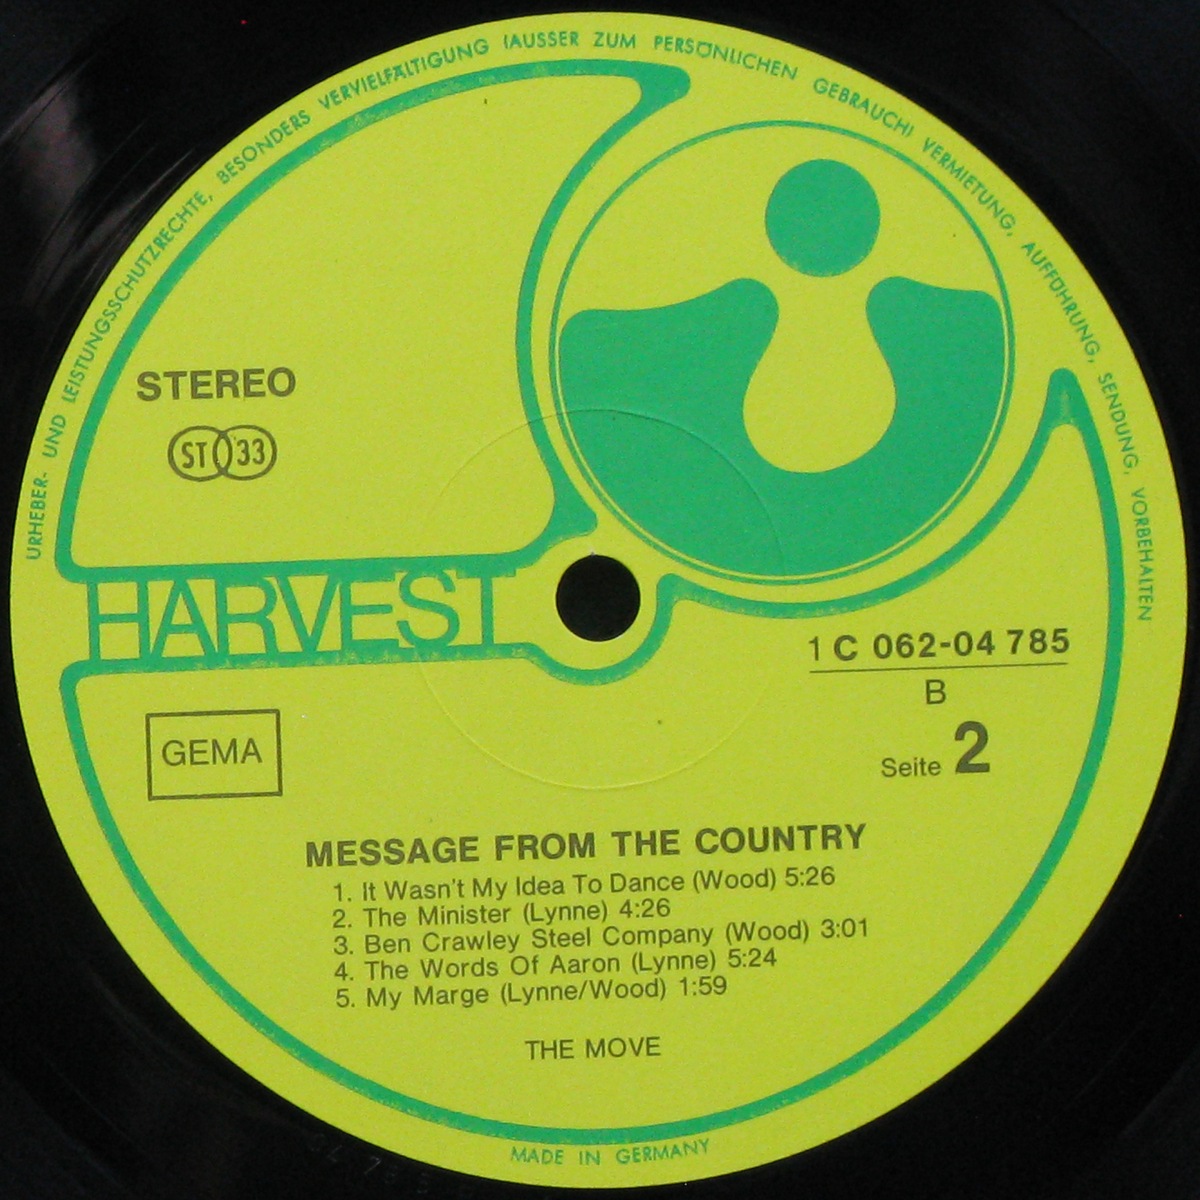 URHEBER- UND LEISTUNGSSCHUTZRECHTE, BESONDERS VERVIELFÄLTIGUNG (AUSSER ZUM PERSÖNLICHEN GEBRAUCH) VERMIETUNG, AUFFÜHRUNG, SENDUNG, VORBEHALTEN
STEREO
ST 33
HARVEST
1 C 062-04 785
B
Seite 2
GEMA
MESSAGE FROM THE COUNTRY
1. It Wasn't My Idea To Dance (Wood) 5:26
2. The Minister (Lynne) 4:26
3. Ben Crawley Steel Company (Wood) 3:01
4. The Words Of Aaron (Lynne) 5:24
5. My Marge (Lynne/Wood) 1:59
THE MOVE
MADE IN GERMANY